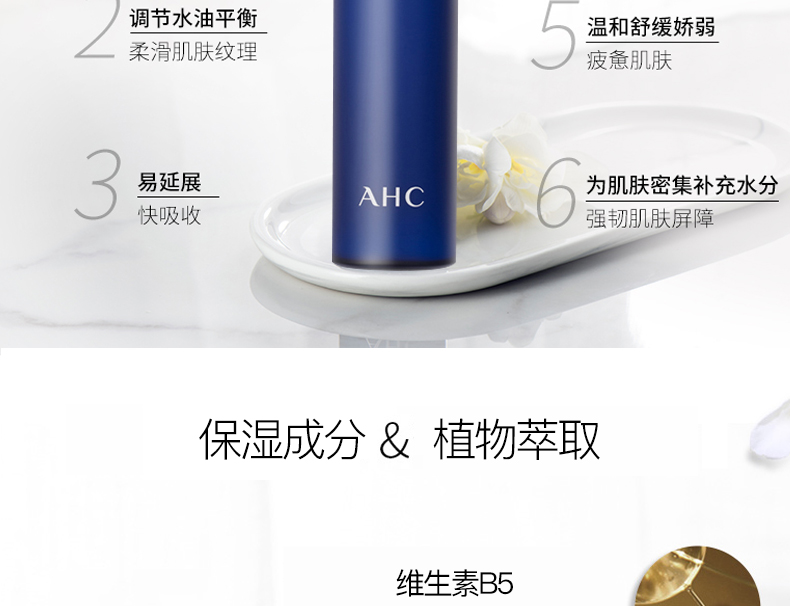 2 调节水油平衡
柔滑肌肤纹理
5 温和舒缓娇弱
疲惫肌肤
3 易延展
快吸收
AHC
6 为肌肤密集补充水分
强韧肌肤屏障
保湿成分 & 植物萃取
维生素B5